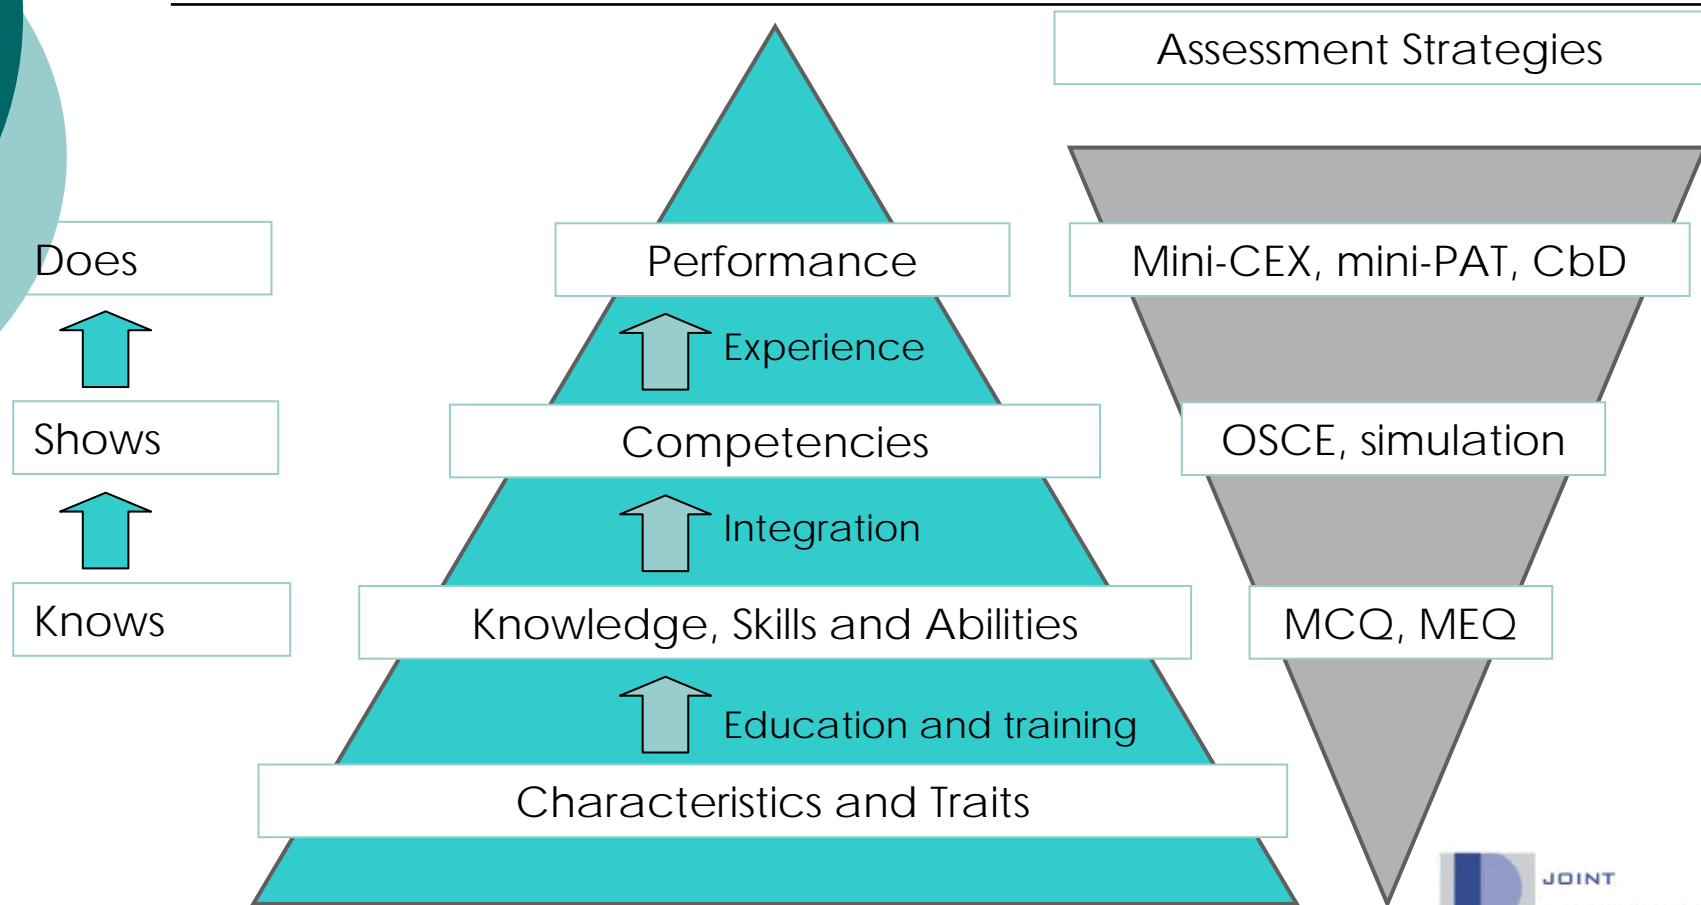 Assessment Strategies
Does
Performance
Mini-CEX, mini-PAT, CbD
Experience
Shows
Competencies
OSCE, simulation
Integration
Knows
Knowledge, Skills and Abilities
MCQ, MEQ
Education and training
Characteristics and Traits
JOINT